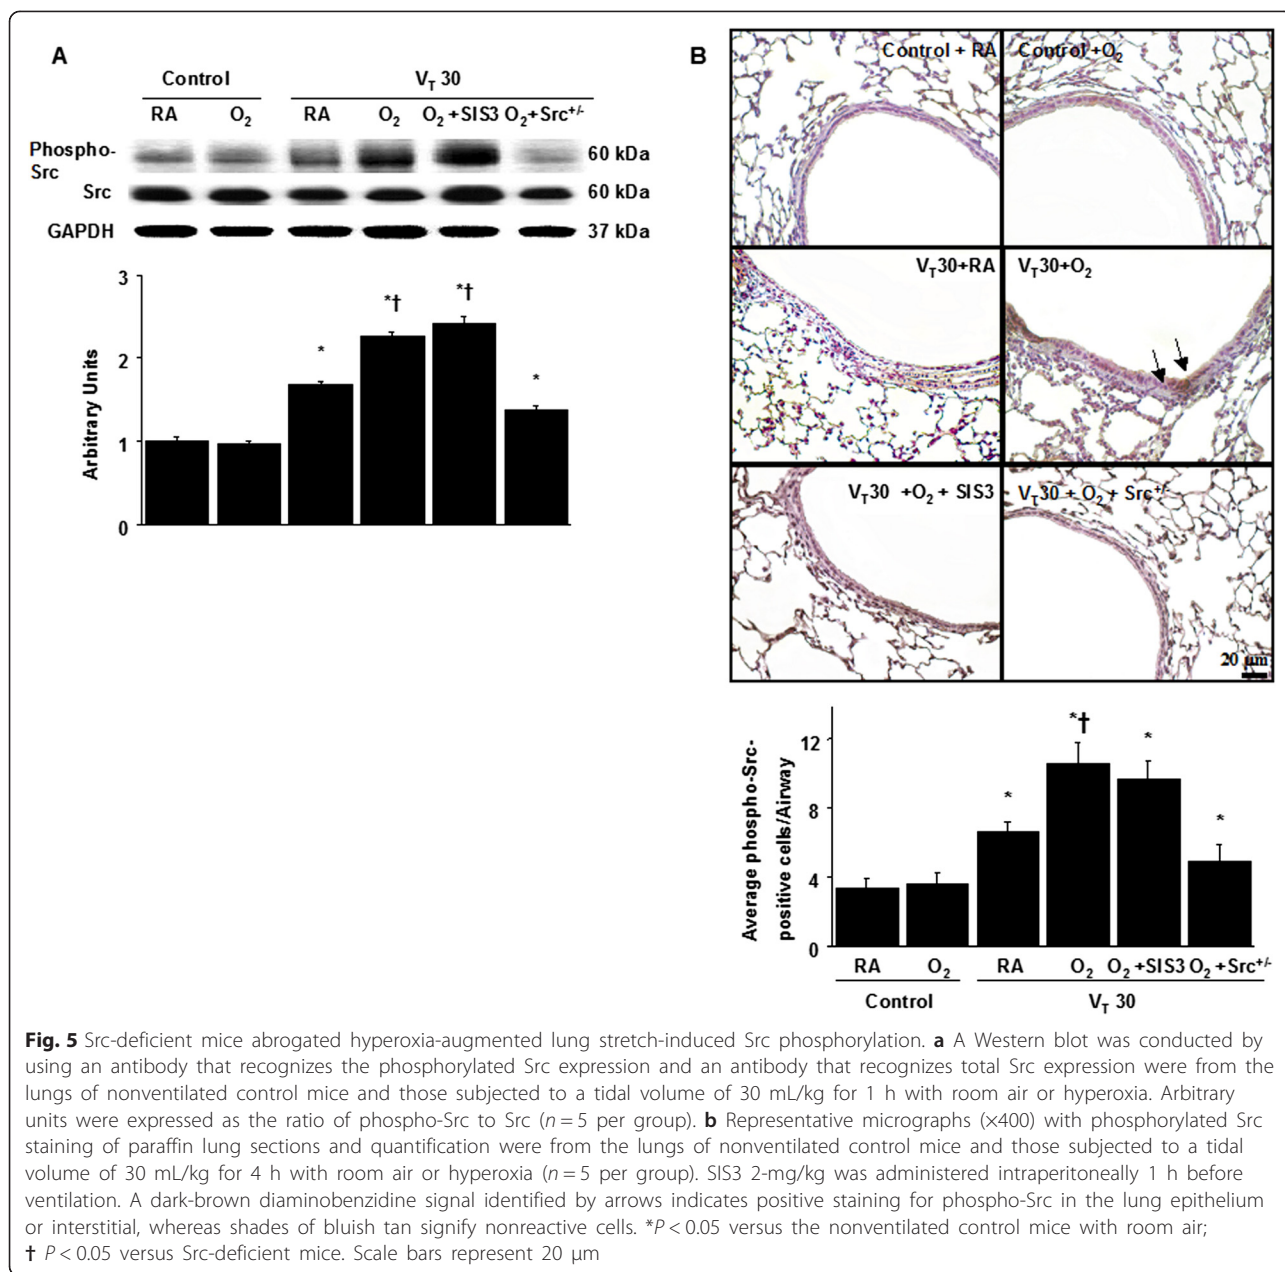 A
Control
V_T 30
RA O₂ RA O₂ O₂ +SIS3 O₂+Src⁺/⁻
Phospho-
Src
60 kDa
Src
60 kDa
GAPDH
37 kDa
Arbitrary Units
3
2
1
0
*
*†
*†
*
B
Control + RA
Control +O₂
V_T30+RA
V_T30+O₂
V_T30 +O₂ + SIS3
V_T30 + O₂ + Src⁺/⁻
20 µm
Average phospho-Src-
positive cells/Airway
12
8
4
0
*
*†
*
*
RA O₂ RA O₂ O₂ +SIS3 O₂ +Src⁺/⁻
Control
V_T 30
Fig. 5 Src-deficient mice abrogated hyperoxia-augmented lung stretch-induced Src phosphorylation. a A Western blot was conducted by
using an antibody that recognizes the phosphorylated Src expression and an antibody that recognizes total Src expression were from the
lungs of nonventilated control mice and those subjected to a tidal volume of 30 mL/kg for 1 h with room air or hyperoxia. Arbitrary
units were expressed as the ratio of phospho-Src to Src (n = 5 per group). b Representative micrographs (×400) with phosphorylated Src
staining of paraffin lung sections and quantification were from the lungs of nonventilated control mice and those subjected to a tidal
volume of 30 mL/kg for 4 h with room air or hyperoxia (n = 5 per group). SIS3 2-mg/kg was administered intraperitoneally 1 h before
ventilation. A dark-brown diaminobenzidine signal identified by arrows indicates positive staining for phospho-Src in the lung epithelium
or interstitial, whereas shades of bluish tan signify nonreactive cells. *P < 0.05 versus the nonventilated control mice with room air;
† P < 0.05 versus Src-deficient mice. Scale bars represent 20 µm